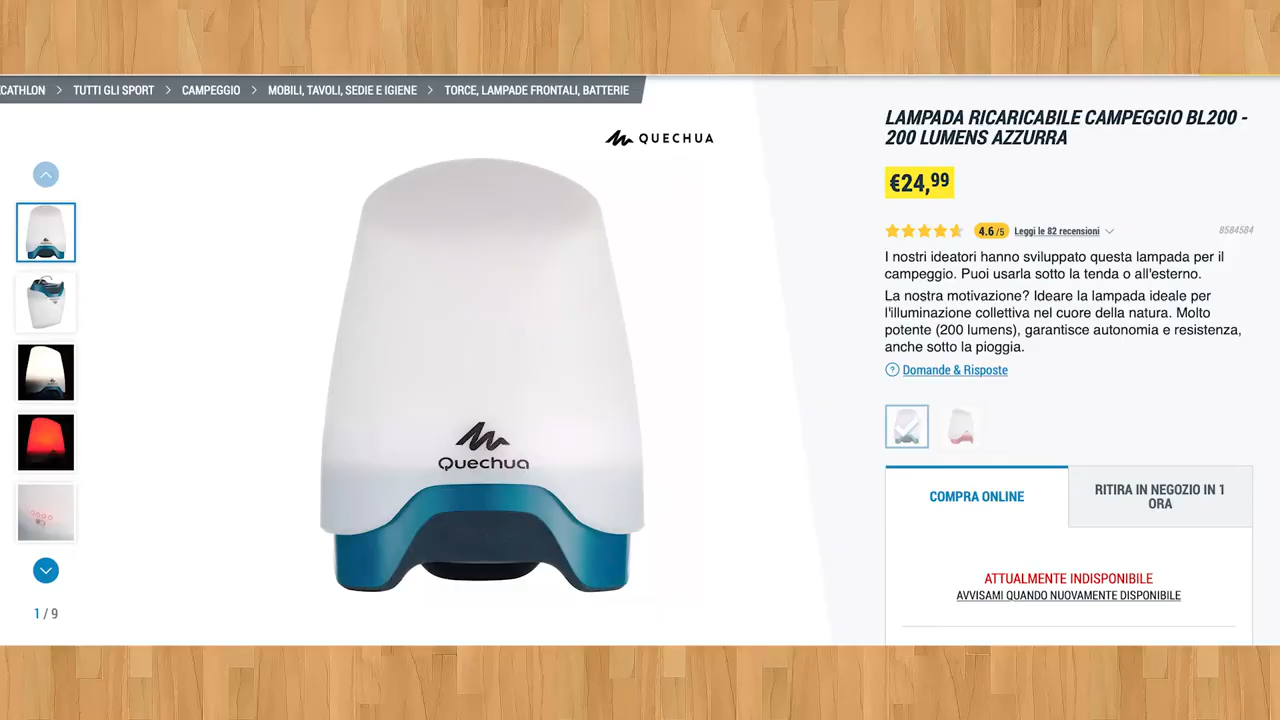 CATHLON > TUTTI GLI SPORT > CAMPEGGIO > MOBILI, TAVOLI, SEDIE E IGIENE > TORCE, LAMPADE FRONTALI, BATTERIE
QUECHUA
Quechua
1 / 9
LAMPADA RICARICABILE CAMPEGGIO BL200 -
200 LUMENS AZZURRA
€24,99
4.6 /5 Leggi le 82 recensioni 8584584
I nostri ideatori hanno sviluppato questa lampada per il
campeggio. Puoi usarla sotto la tenda o all'esterno.
La nostra motivazione? Ideare la lampada ideale per
l'illuminazione collettiva nel cuore della natura. Molto
potente (200 lumens), garantisce autonomia e resistenza,
anche sotto la pioggia.
? Domande & Risposte
COMPRA ONLINE
RITIRA IN NEGOZIO IN 1
ORA
ATTUALMENTE INDISPONIBILE
AVVISAMI QUANDO NUOVAMENTE DISPONIBILE